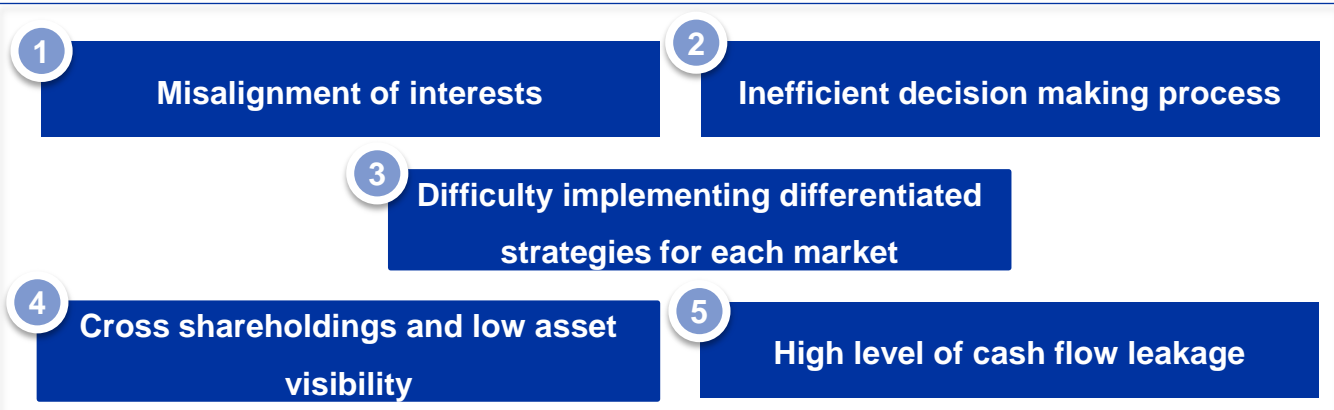 1
Misalignment of interests
2
Inefficient decision making process
3
Difficulty implementing differentiated
strategies for each market
4
Cross shareholdings and low asset
visibility
5
High level of cash flow leakage